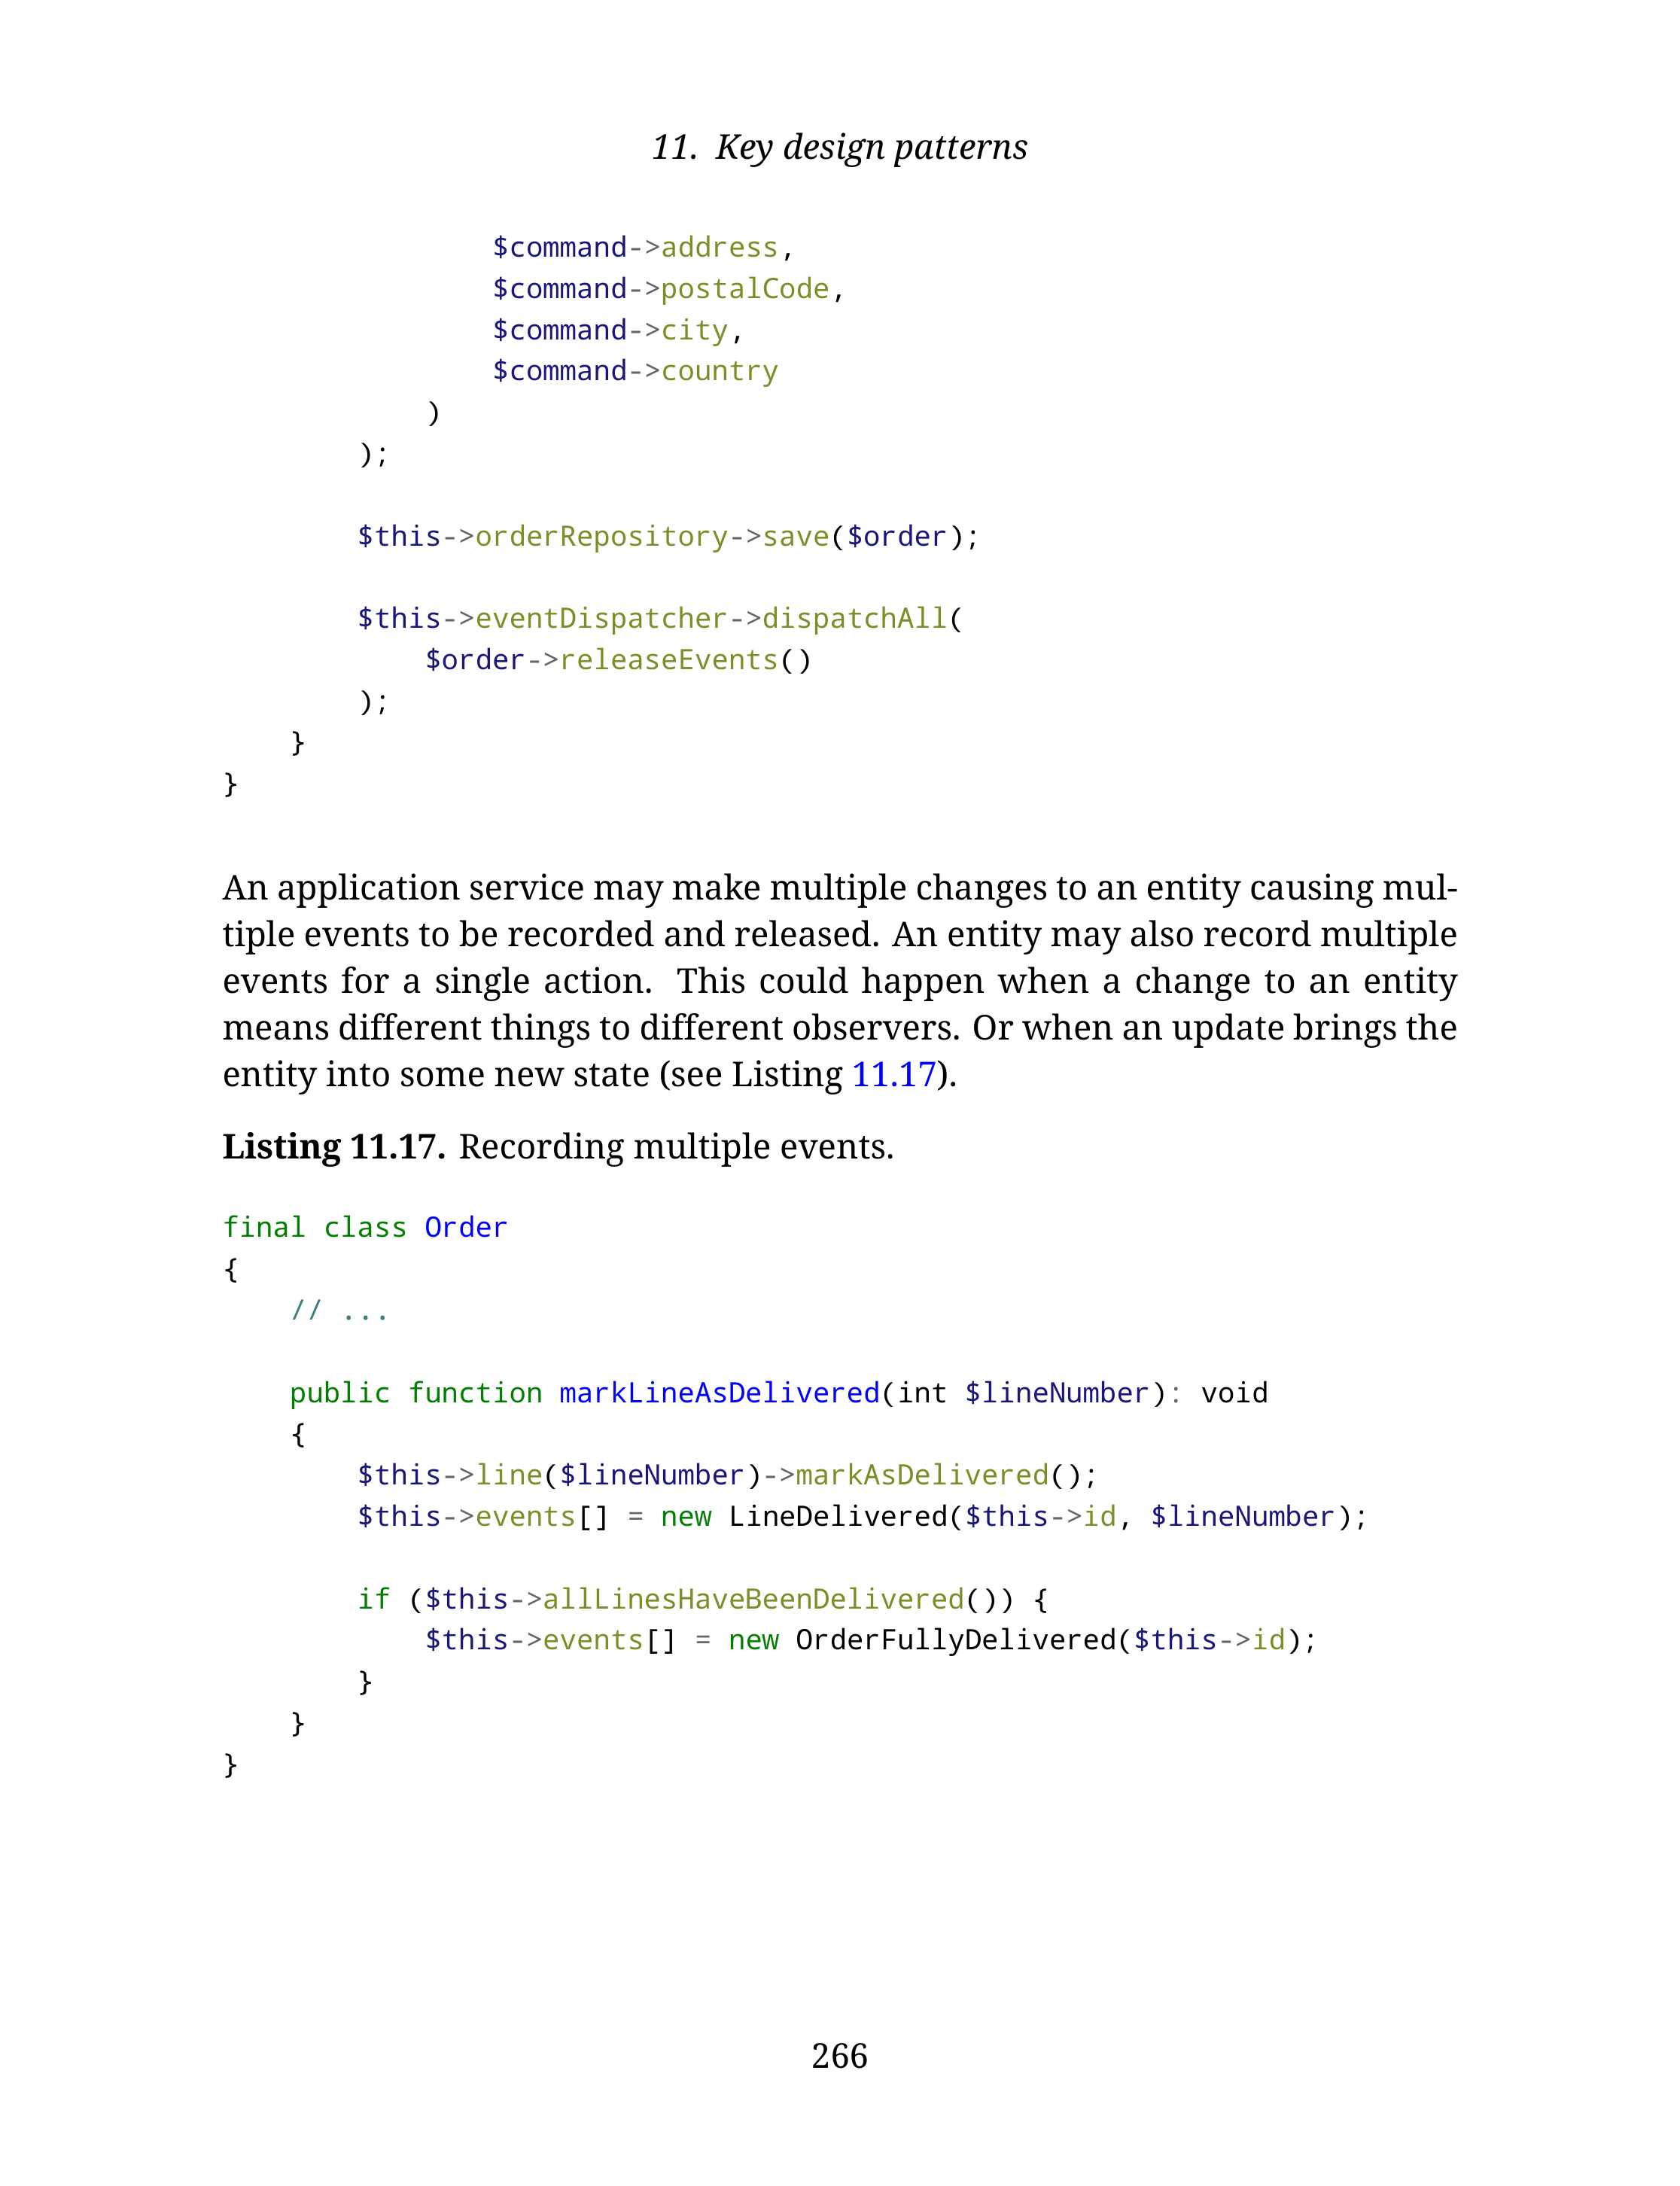 11. Key design patterns
                $command->address,
                $command->postalCode,
                $command->city,
                $command->country
            )
        );

        $this->orderRepository->save($order);

        $this->eventDispatcher->dispatchAll(
            $order->releaseEvents()
        );
    }
}
An application service may make multiple changes to an entity causing mul-
tiple events to be recorded and released. An entity may also record multiple
events for a single action. This could happen when a change to an entity
means different things to different observers. Or when an update brings the
entity into some new state (see Listing 11.17).
Listing 11.17. Recording multiple events.
final class Order
{
    // ...

    public function markLineAsDelivered(int $lineNumber): void
    {
        $this->line($lineNumber)->markAsDelivered();
        $this->events[] = new LineDelivered($this->id, $lineNumber);

        if ($this->allLinesHaveBeenDelivered()) {
            $this->events[] = new OrderFullyDelivered($this->id);
        }
    }
}
266